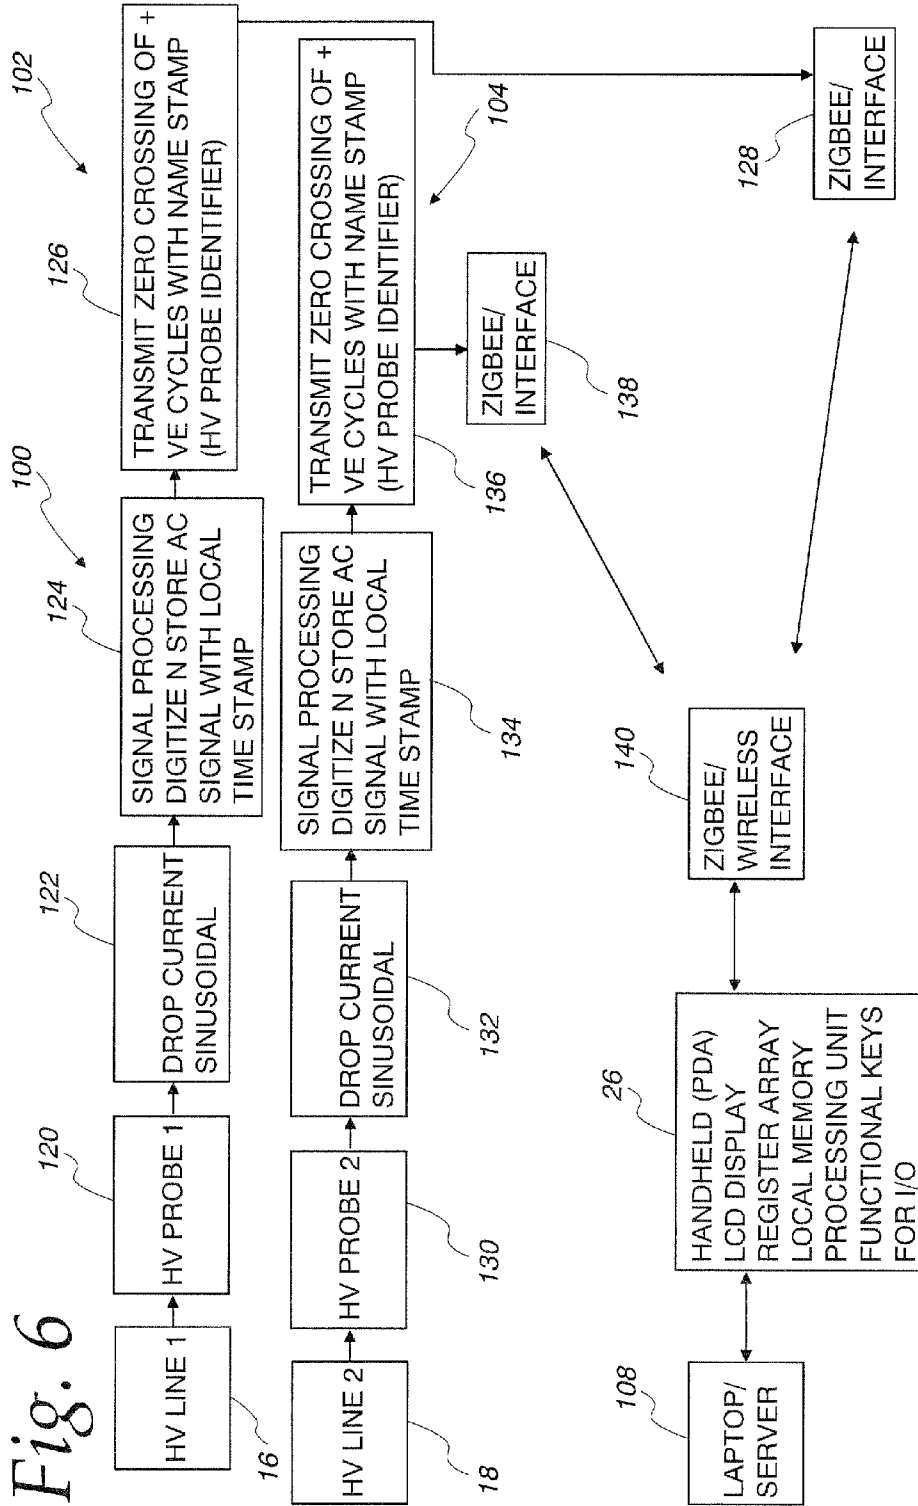 Fig. 6
100
102
HV LINE 1
16
HV PROBE 1
120
DROP CURRENT
SINUSOIDAL
122
SIGNAL PROCESSING
DIGITIZE N STORE AC
SIGNAL WITH LOCAL
TIME STAMP
124
TRANSMIT ZERO CROSSING OF +
VE CYCLES WITH NAME STAMP
(HV PROBE IDENTIFIER)
126
HV LINE 2
18
HV PROBE 2
130
DROP CURRENT
SINUSOIDAL
132
SIGNAL PROCESSING
DIGITIZE N STORE AC
SIGNAL WITH LOCAL
TIME STAMP
134
TRANSMIT ZERO CROSSING OF +
VE CYCLES WITH NAME STAMP
(HV PROBE IDENTIFIER)
136
104
ZIGBEE/
INTERFACE
138
LAPTOP/
SERVER
108
HANDHELD (PDA)
LCD DISPLAY
REGISTER ARRAY
LOCAL MEMORY
PROCESSING UNIT
FUNCTIONAL KEYS
FOR I/O
26
ZIGBEE/
WIRELESS
INTERFACE
140
ZIGBEE/
INTERFACE
128